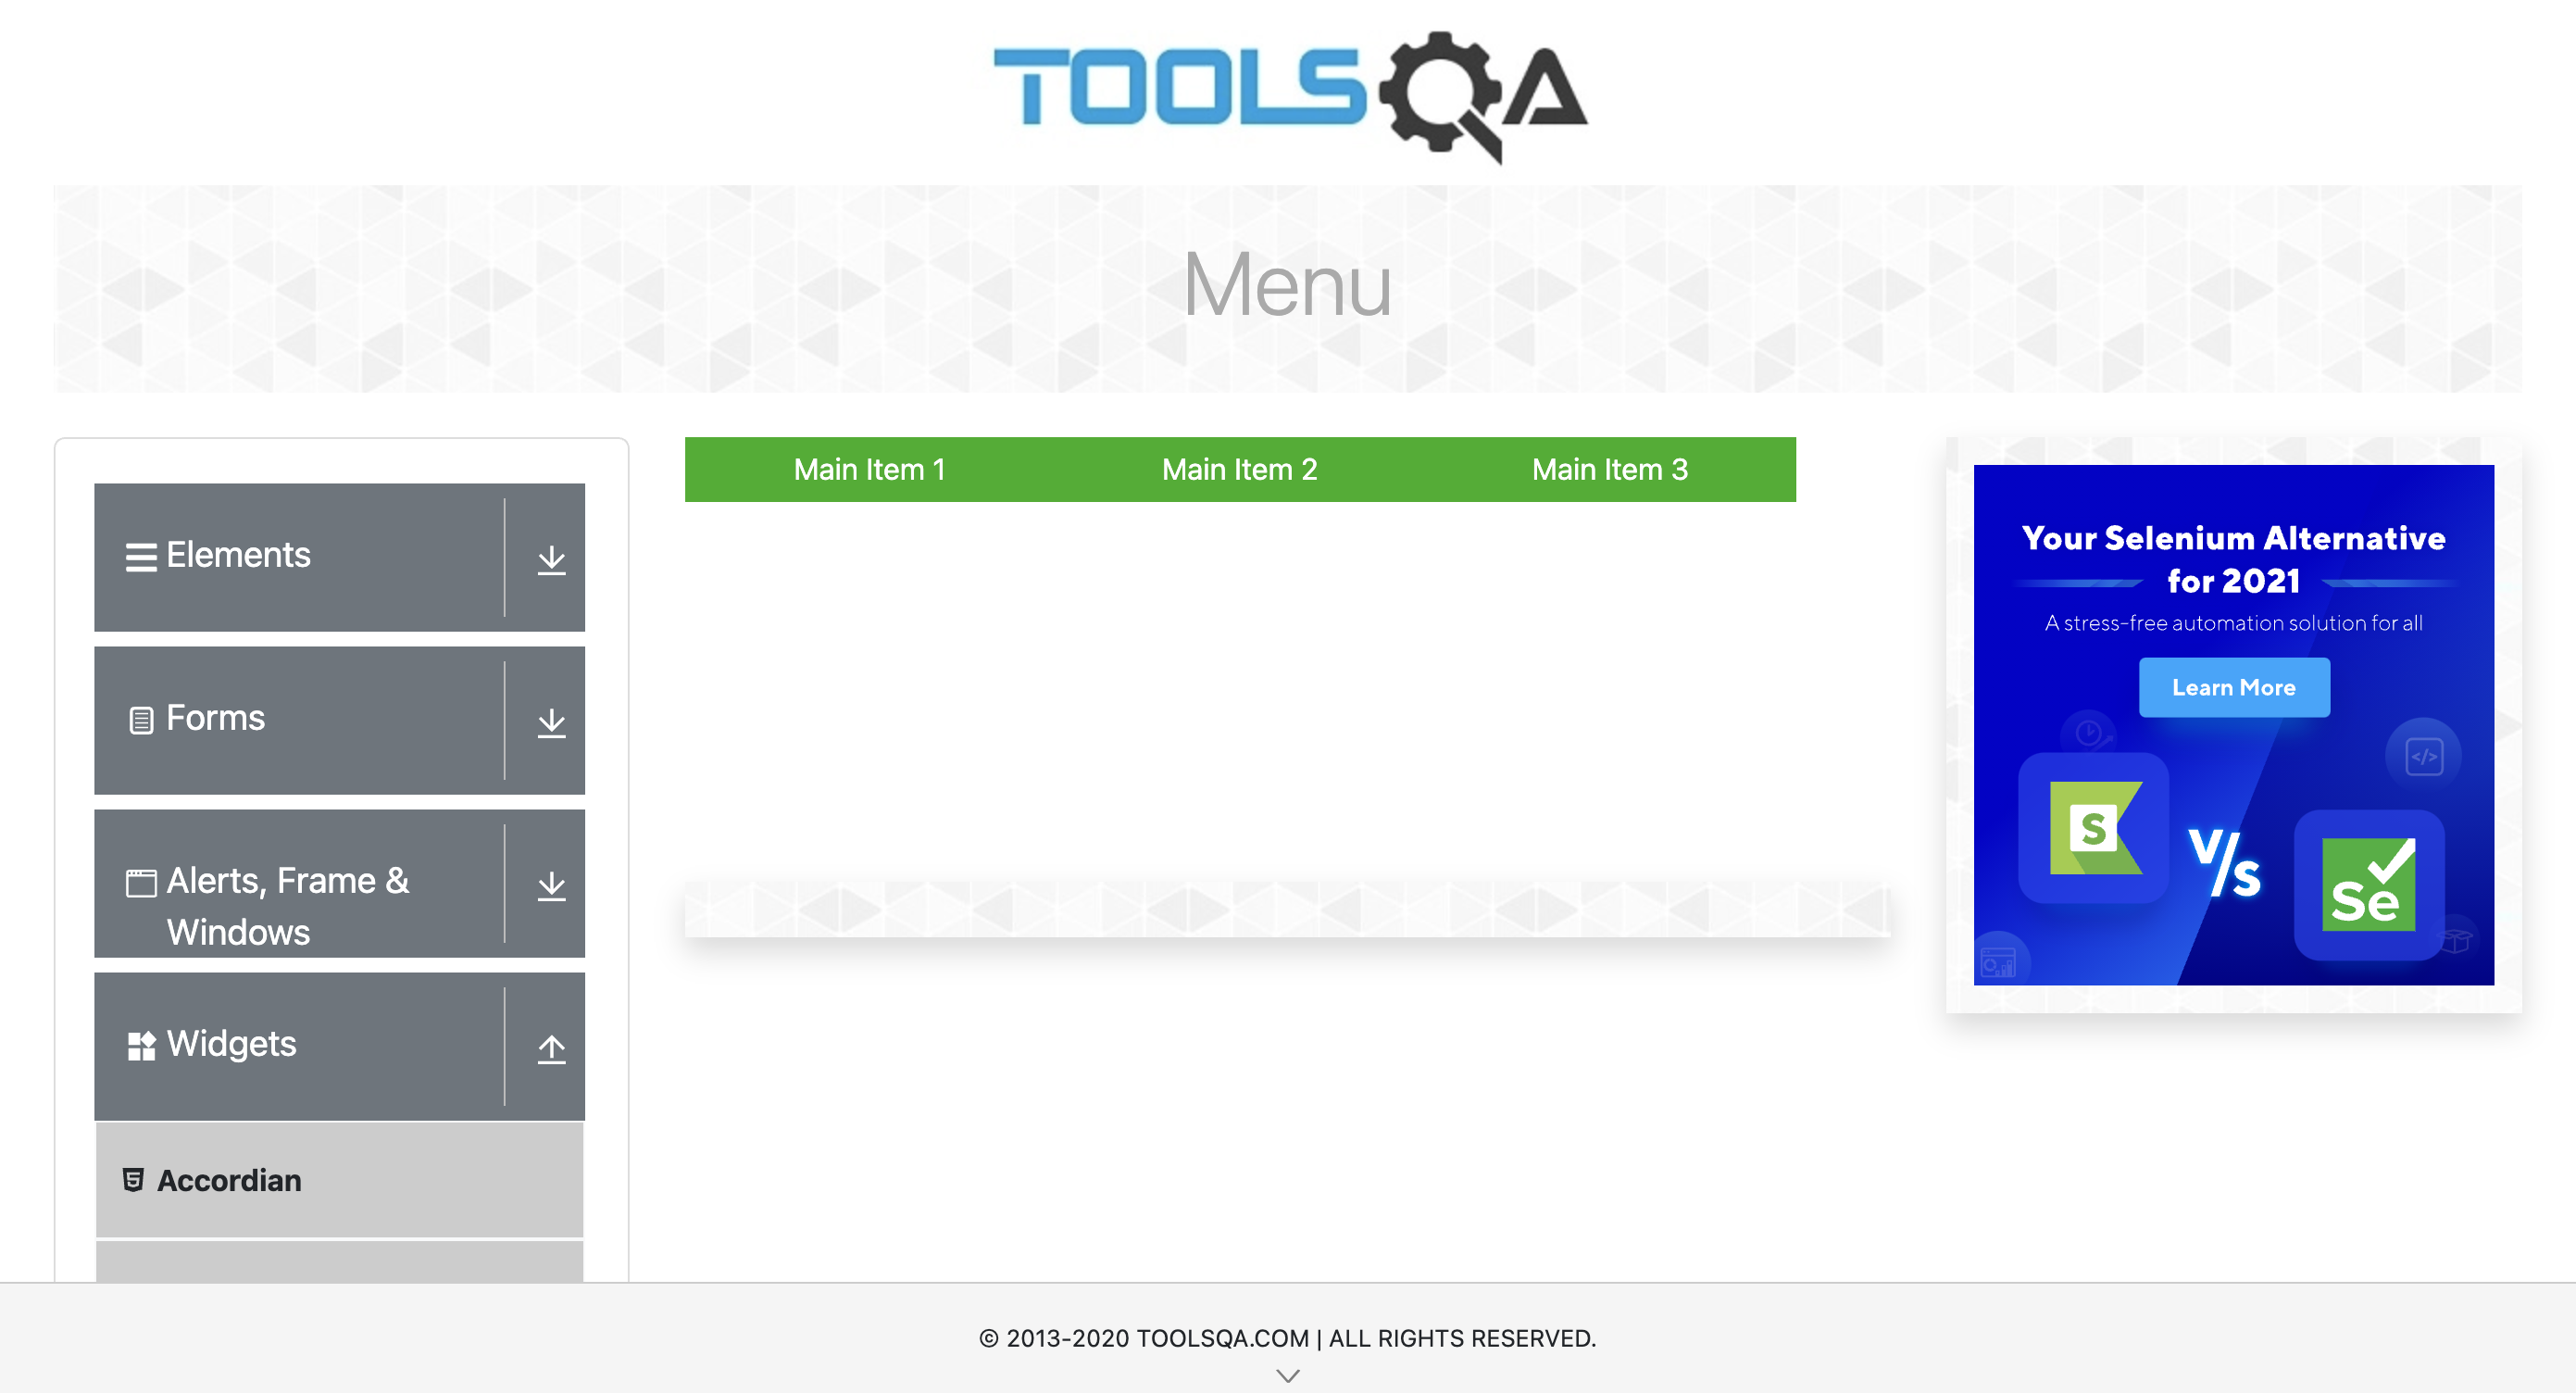 TOOLSQA
Menu
Elements
Forms
Alerts, Frame &
Windows
Widgets
Accordian
Main Item 1 Main Item 2 Main Item 3
Your Selenium Alternative
for 2021
A stress-free automation solution for all
Learn More
</>
S
V/s
Se
© 2013-2020 TOOLSQA.COM | ALL RIGHTS RESERVED.